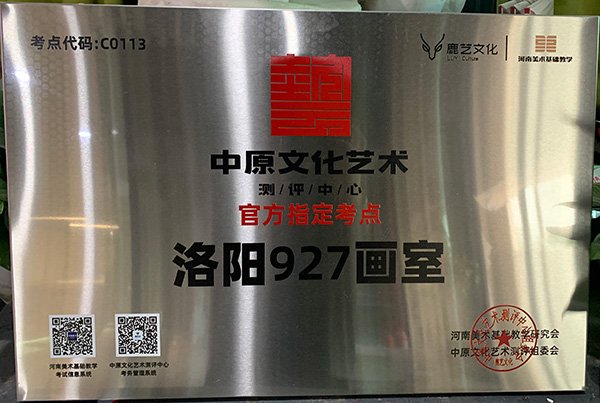 考点代码:C0113
鹿艺文化
河南美术基础教学
中原文化艺术
测/评/中/心
官方指定考点
洛阳927画室
河南美术基础教学
考试信息系统
中原文化艺术测评中心
考务管理系统
河南美术基础教学研究会
中原文化艺术测评组委会